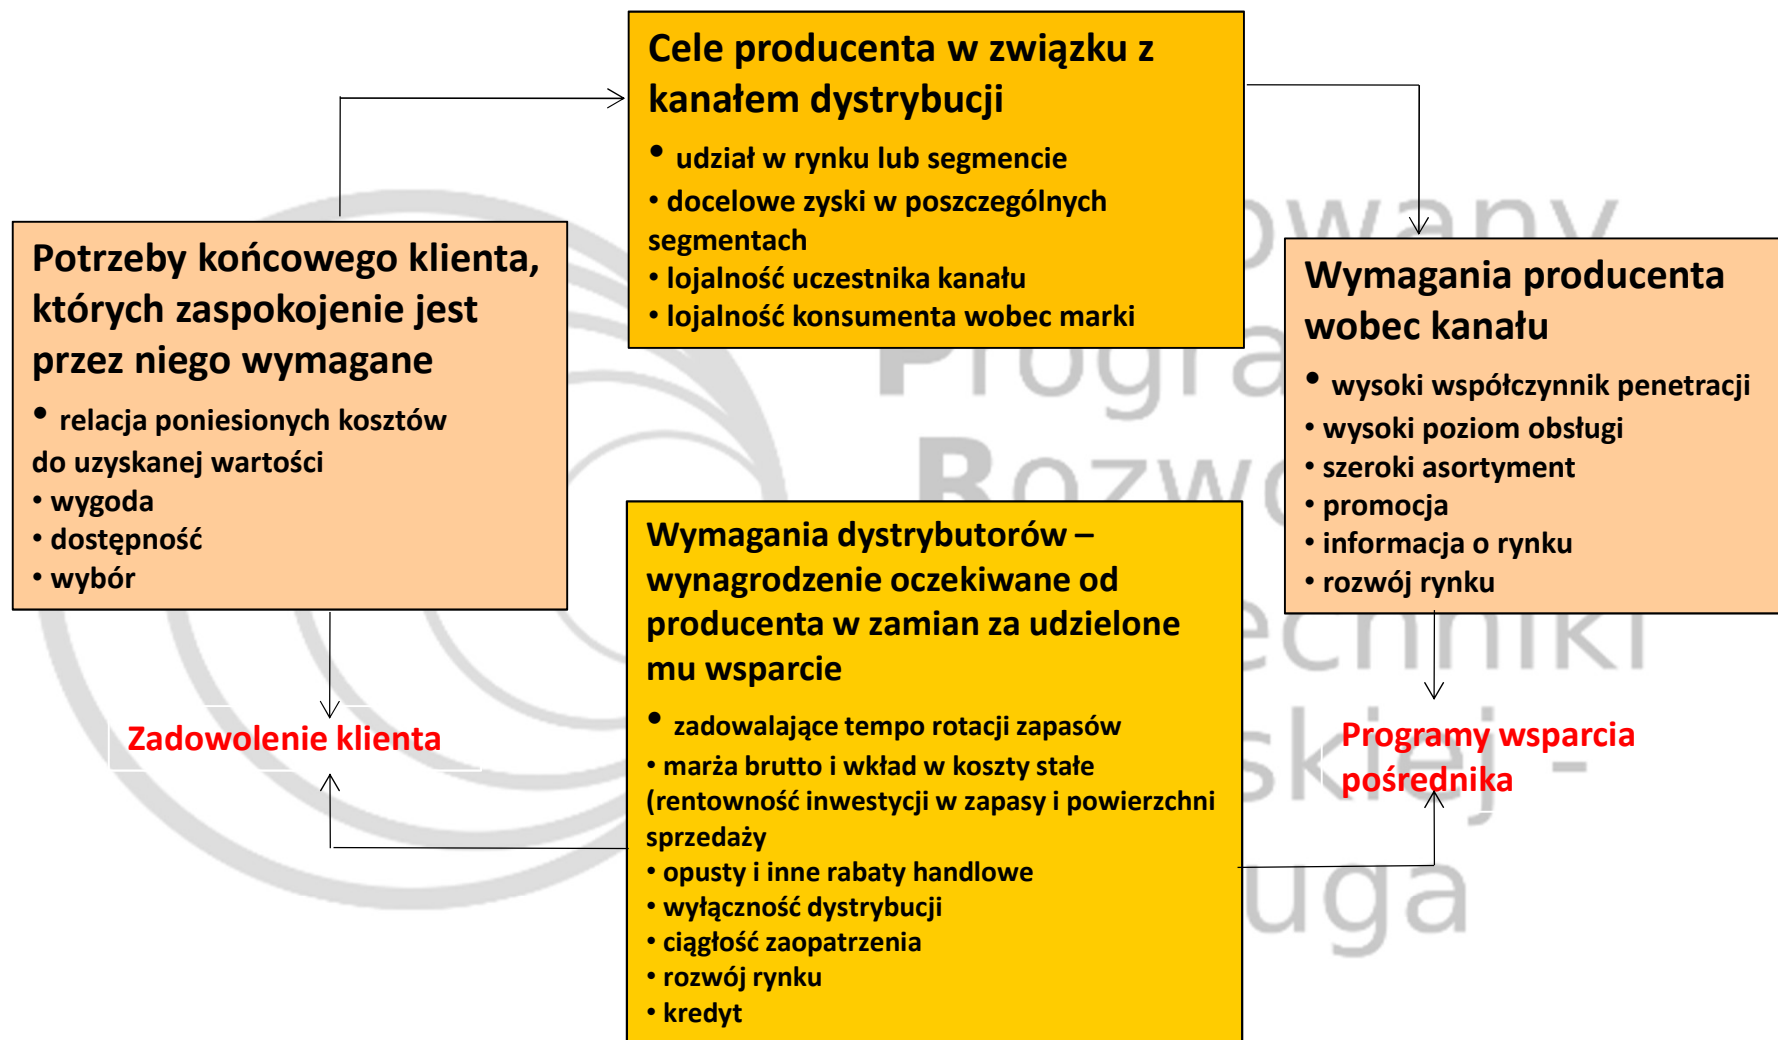 Cele producenta w związku z
kanałem dystrybucji
• udział w rynku lub segmencie
• docelowe zyski w poszczególnych
segmentach
• lojalność uczestnika kanału
• lojalność konsumenta wobec marki
Potrzeby końcowego klienta,
których zaspokojenie jest
przez niego wymagane
• relacja poniesionych kosztów
do uzyskanej wartości
• wygoda
• dostępność
• wybór
Wymagania producenta
wobec kanału
• wysoki współczynnik penetracji
• wysoki poziom obsługi
• szeroki asortyment
• promocja
• informacja o rynku
• rozwój rynku
Wymagania dystrybutorów –
wynagrodzenie oczekiwane od
producenta w zamian za udzielone
mu wsparcie
• zadowalające tempo rotacji zapasów
• marża brutto i wkład w koszty stałe
(rentowność inwestycji w zapasy i powierzchni
sprzedaży
• opusty i inne rabaty handlowe
• wyłączność dystrybucji
• ciągłość zaopatrzenia
• rozwój rynku
• kredyt
Zadowolenie klienta
Programy wsparcia
pośrednika